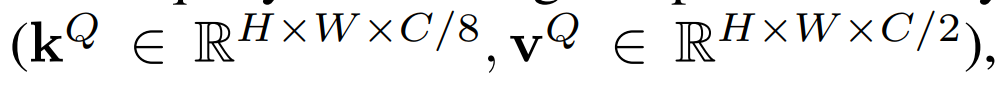 (k^Q ∈ ℝ^{H×W×C/8}, v^Q ∈ ℝ^{H×W×C/2}),